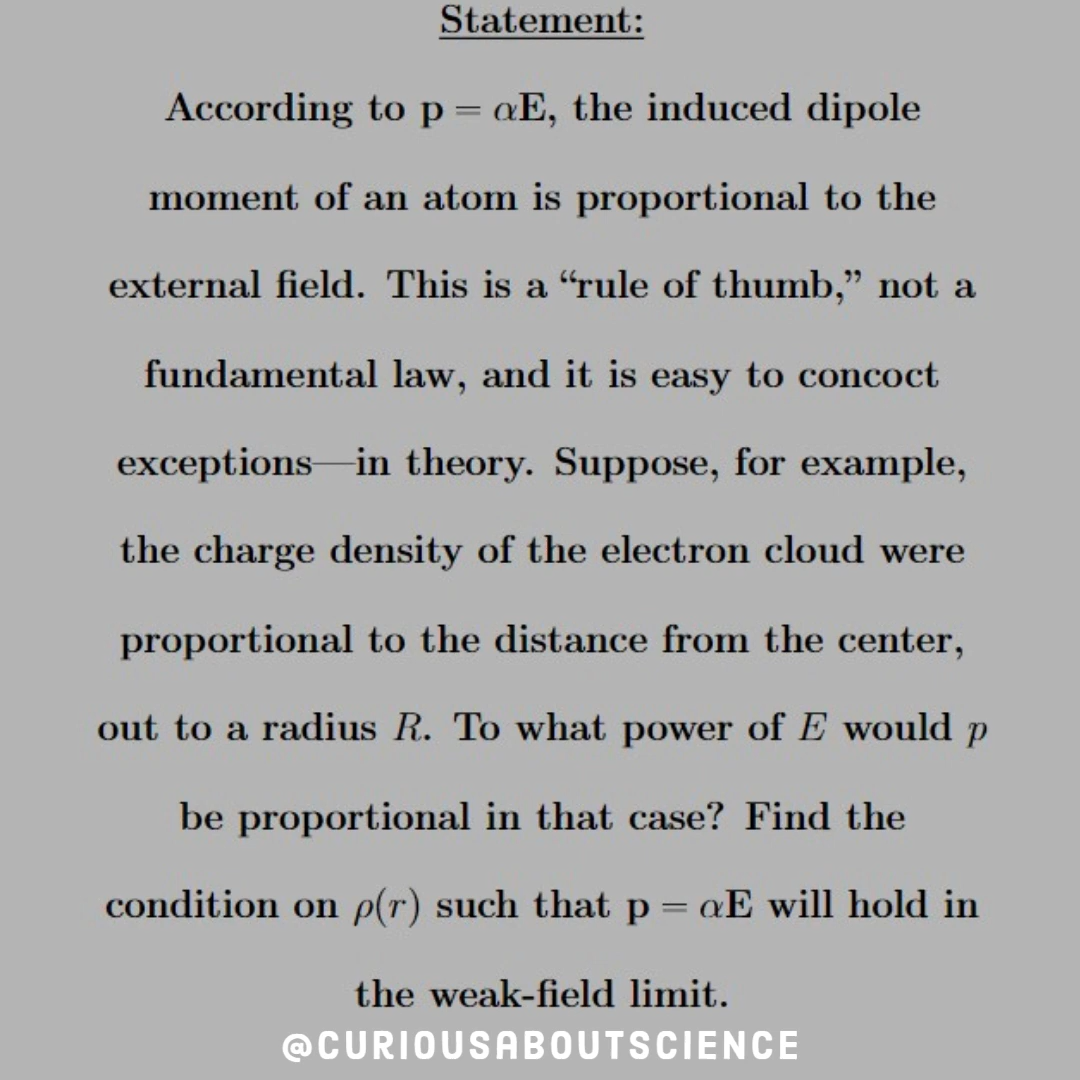 Statement:
According to p = αE, the induced dipole
moment of an atom is proportional to the
external field. This is a “rule of thumb,” not a
fundamental law, and it is easy to concoct
exceptions—in theory. Suppose, for example,
the charge density of the electron cloud were
proportional to the distance from the center,
out to a radius R. To what power of E would p
be proportional in that case? Find the
condition on ρ(r) such that p = αE will hold in
the weak-field limit.
@CURIOUSABOUTSCIENCE